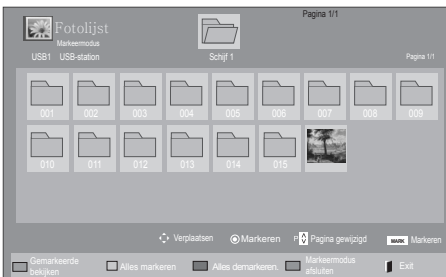 Pagina 1/1
Fotolijst
Markeermodus
USB1 USB-station
Schijf 1
Pagina 1/1
001 002 003 004 005 006 007 008 009
010 011 012 013 014 015
Verplaatsen Markeren P Pagina gewijzigd MARK Markeren
Gemarkeerde bekijken
Alles markeren
Alles demarkeren.
Markeermodus afsluiten
Exit